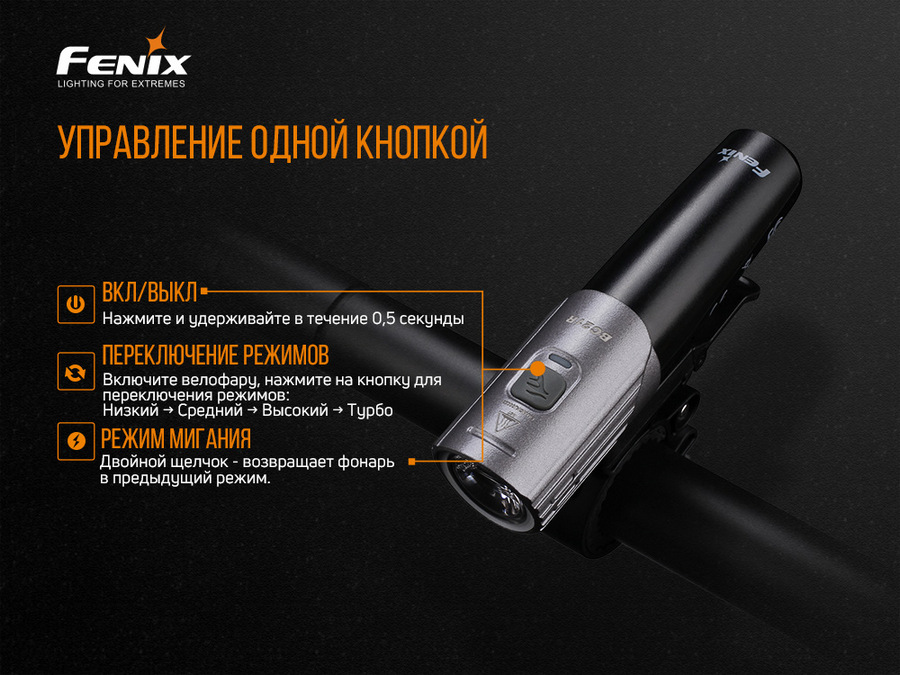 FENIX
LIGHTING FOR EXTREMES
УПРАВЛЕНИЕ ОДНОЙ КНОПКОЙ
FENIX
ВКЛ/ВЫКЛ
Нажмите и удерживайте в течение 0,5 секунды
ПЕРЕКЛЮЧЕНИЕ РЕЖИМОВ
Включите велофару, нажмите на кнопку для
переключения режимов:
Низкий → Средний → Высокий → Турбо
РЕЖИМ МИГАНИЯ
Двойной щелчок - возвращает фонарь
в предыдущий режим.